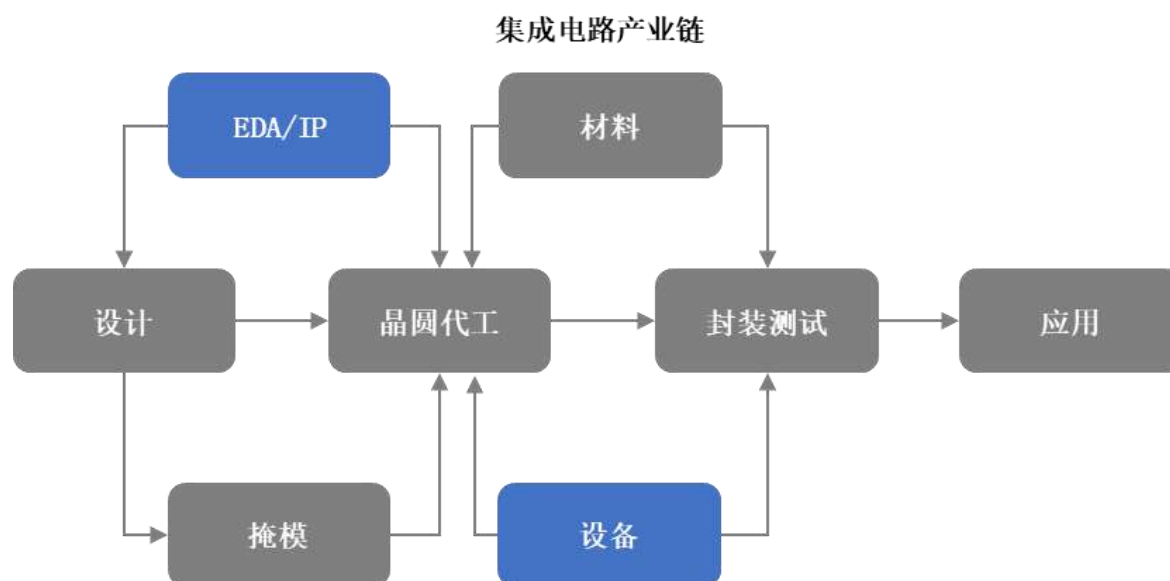 集成电路产业链
EDA/IP
材料
设计
晶圆代工
封装测试
应用
掩模
设备